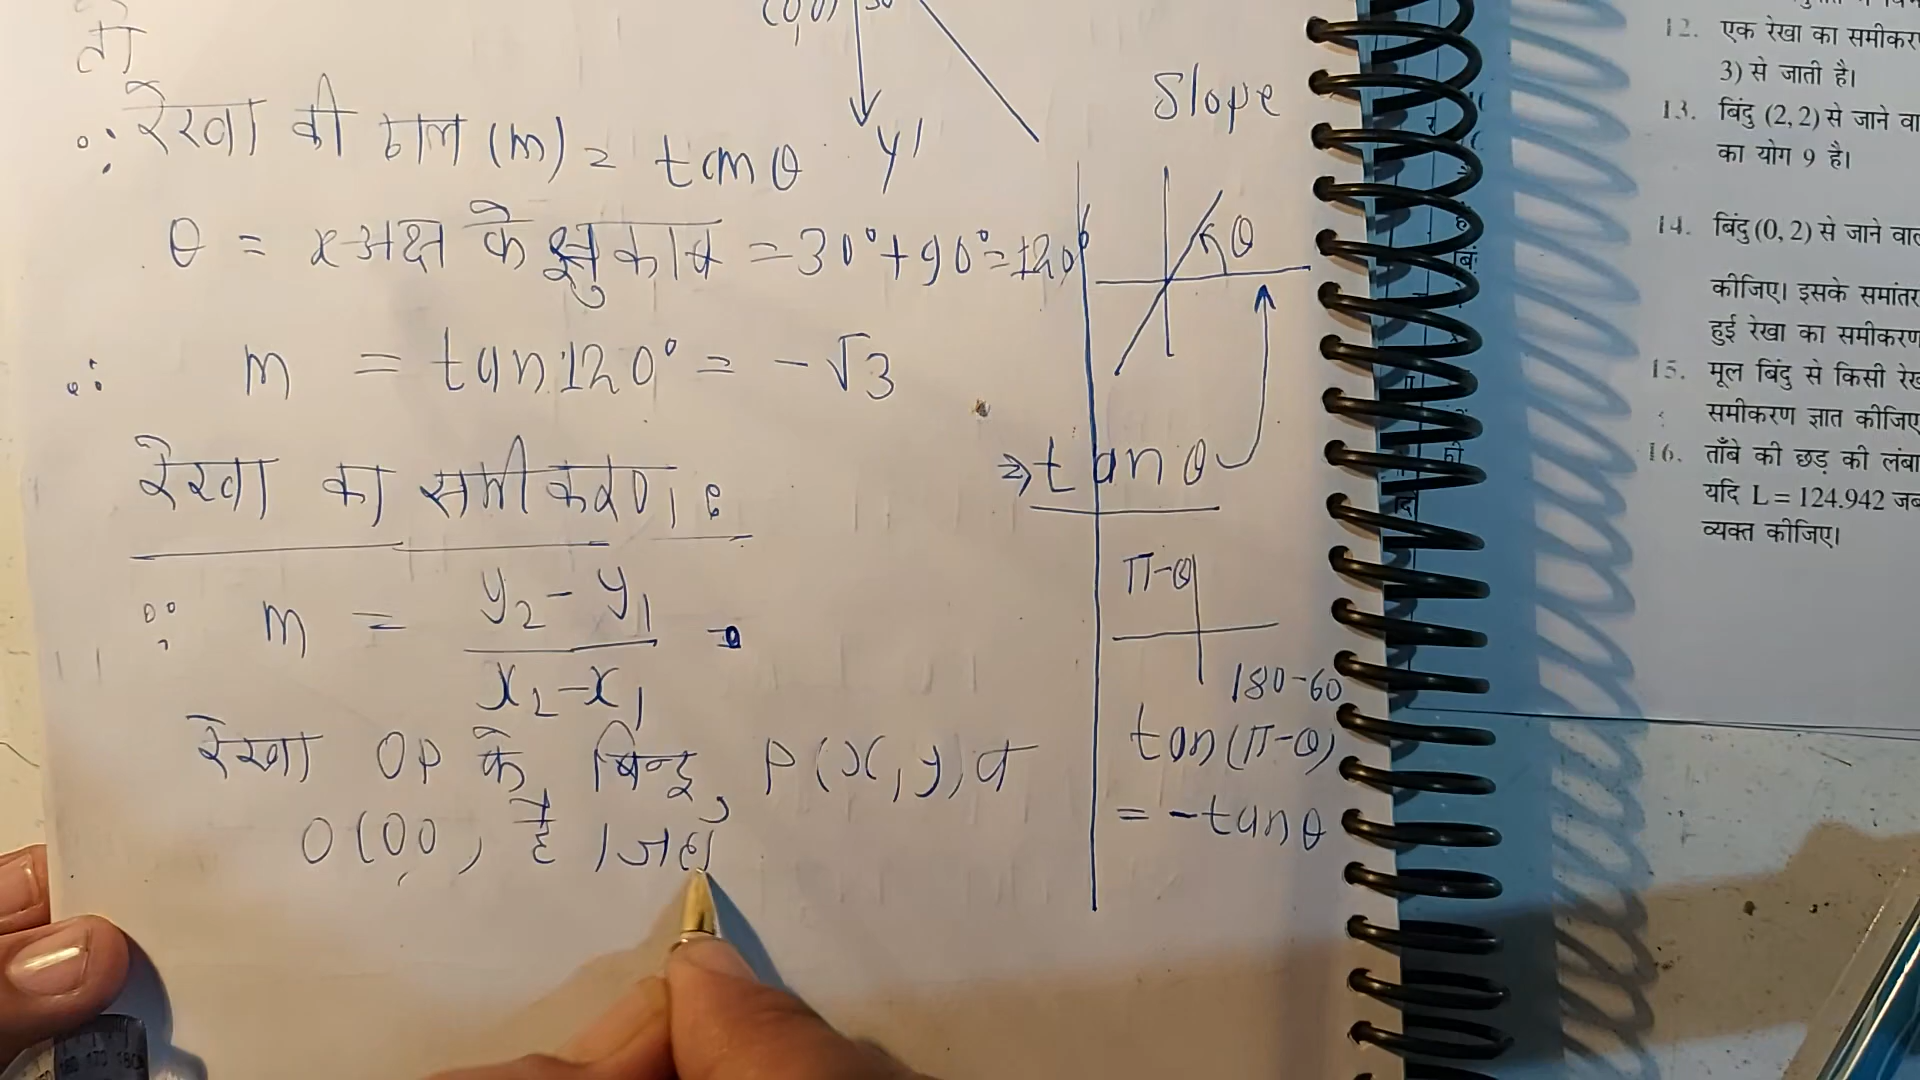 तो
(0,0) 30
∴ रेखा की ढाल (m) = tan θ y'
θ = x-अक्ष के झुकाव = 30°+90°=120°
∴ m = tan 120° = -√3
रेखा का समीकरण :
∵ m = y₂-y₁ / x₂-x₁
रेखा OP के बिन्दु P(x,y) व
O(0,0) है। जहाँ
Slope
θ
⇒ tan θ
π-θ
180-60
tan(π-θ)
= -tan θ
12. एक रेखा का समीकर
3) से जाती है।
13. बिंदु (2, 2) से जाने वा
का योग 9 है।
14. बिंदु (0, 2) से जाने वाल
कीजिए। इसके समांतर
हुई रेखा का समीकरण
15. मूल बिंदु से किसी रेख
समीकरण ज्ञात कीजिए
16. ताँबे की छड़ की लंबा
यदि L = 124.942 जब
व्यक्त कीजिए।